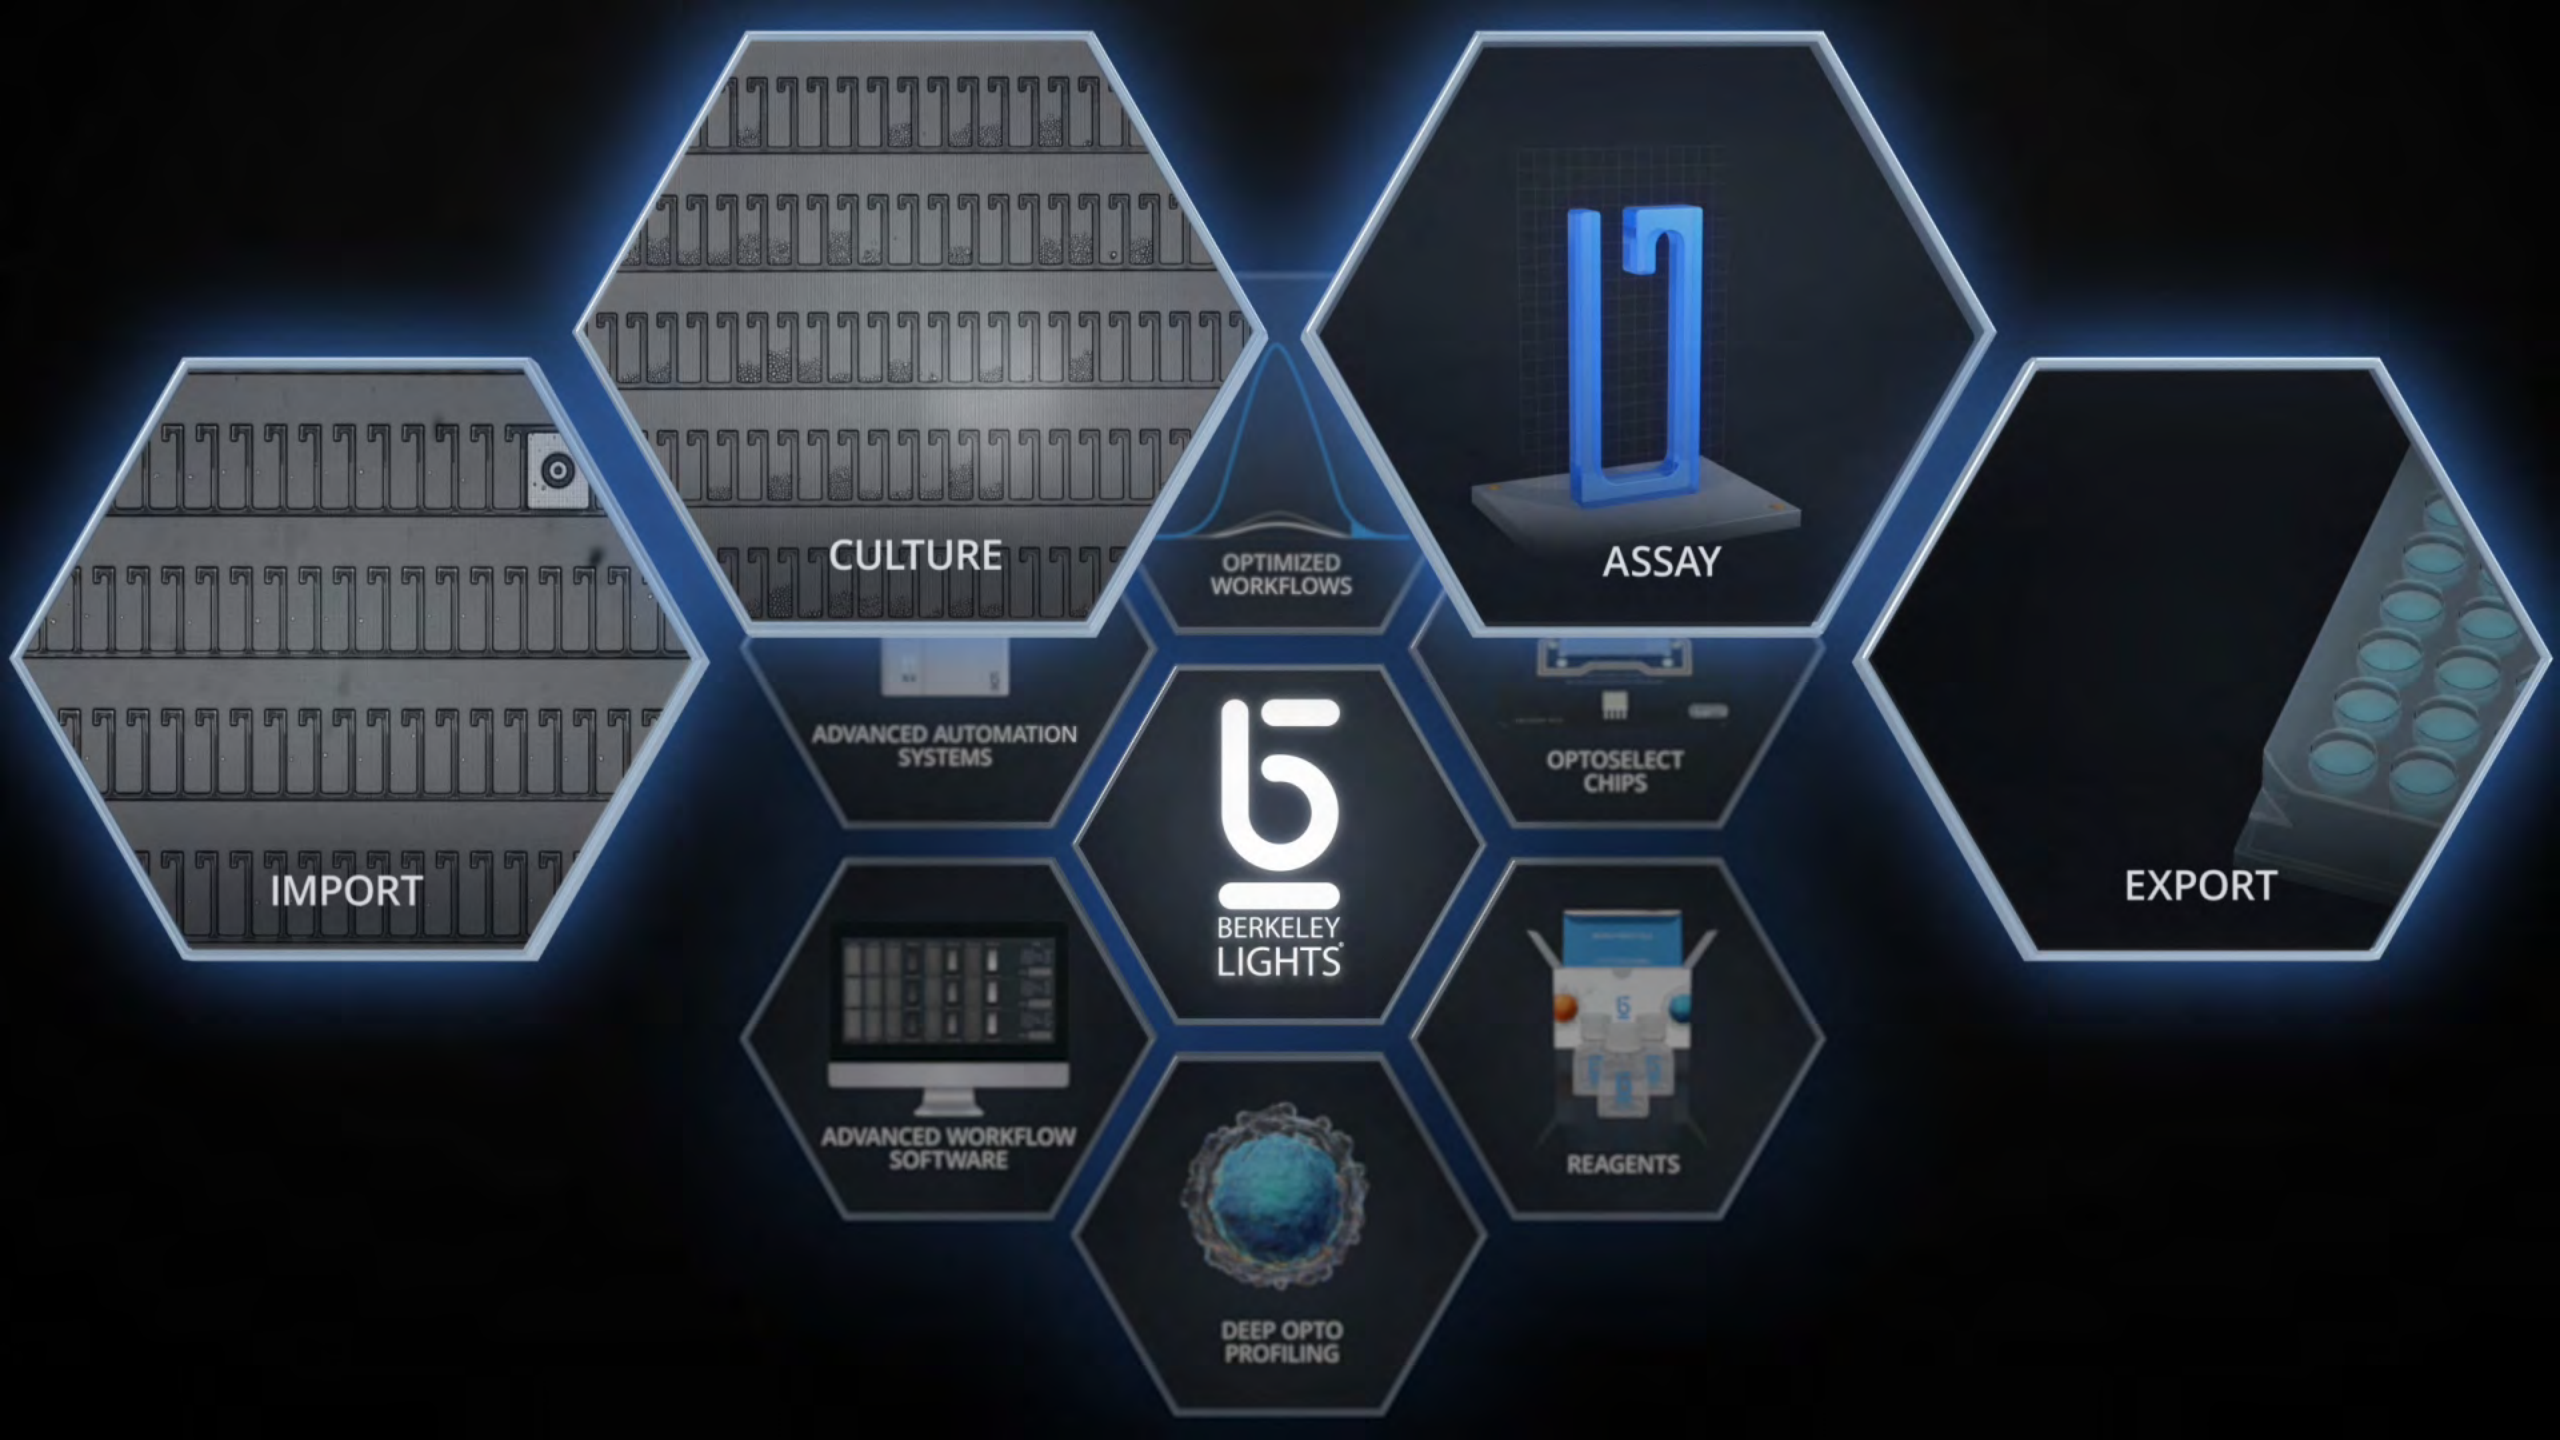 CULTURE
ASSAY
IMPORT
EXPORT
OPTIMIZED
WORKFLOWS
ADVANCED AUTOMATION
SYSTEMS
OPTOSELECT
CHIPS
BERKELEY
LIGHTS
ADVANCED WORKFLOW
SOFTWARE
REAGENTS
DEEP OPTO
PROFILING